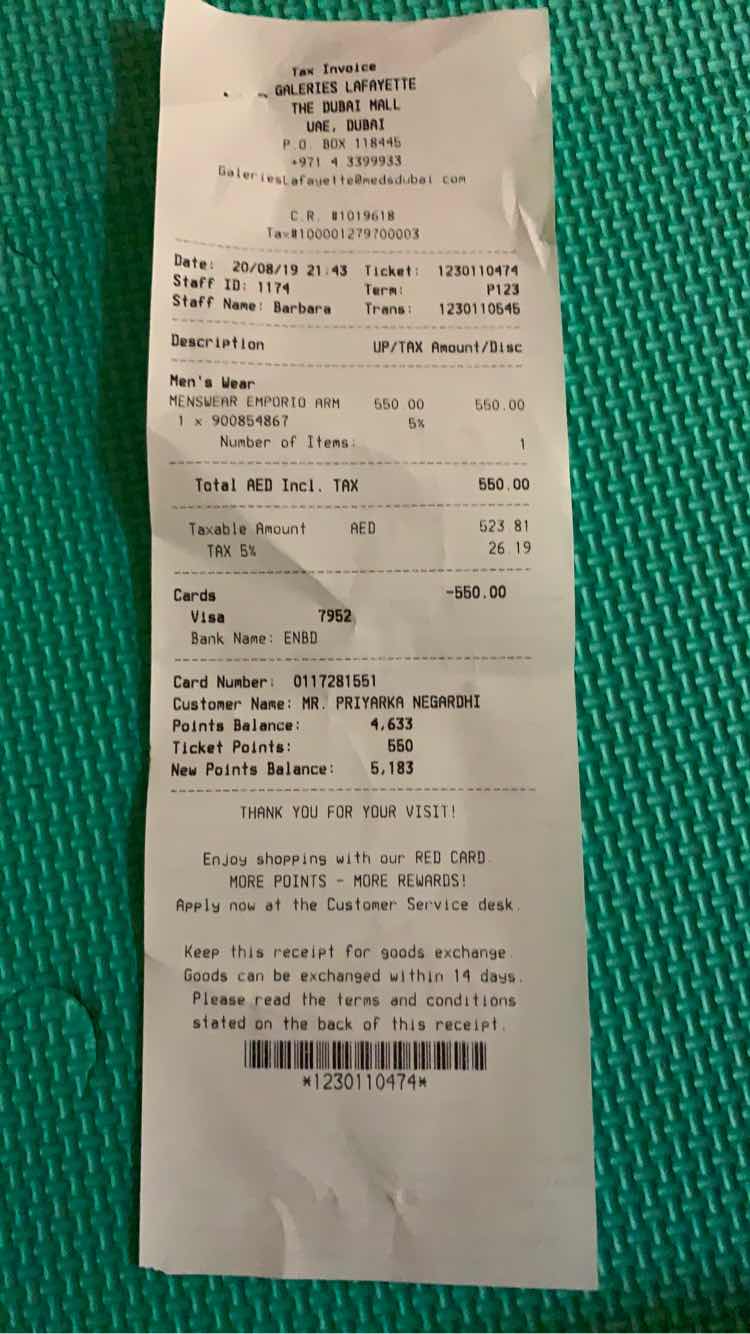 Tax Invoice
GALERIES LAFAYETTE
THE DUBAI MALL
UAE, DUBAI
P.O. BOX 118445
+971 4 3399933
GaleriesLafayette@medsdubai com
C.R. #1019618
Tax#100001279700003
Date: 20/08/19 21:43 Ticket: 1230110474
Staff ID: 1174 Term: P123
Staff Name: Barbara Trans: 1230110545
Description UP/TAX Amount/Disc
Men's Wear
MENSWEAR EMPORIO ARM 550 00 550.00
1 x 900854867 5%
Number of Items: 1
Total AED Incl. TAX 550.00
Taxable Amount AED 523 81
TAX 5% 26 19
Cards -550.00
Visa 7952
Bank Name: ENBD
Card Number: 0117281551
Customer Name: MR. PRIYARKA NEGARDHI
Points Balance: 4,633
Ticket Points: 550
New Points Balance: 5,183
THANK YOU FOR YOUR VISIT!
Enjoy shopping with our RED CARD.
MORE POINTS - MORE REWARDS!
Apply now at the Customer Service desk.
Keep this receipt for goods exchange.
Goods can be exchanged within 14 days.
Please read the terms and conditions
stated on the back of this receipt.
*1230110474*